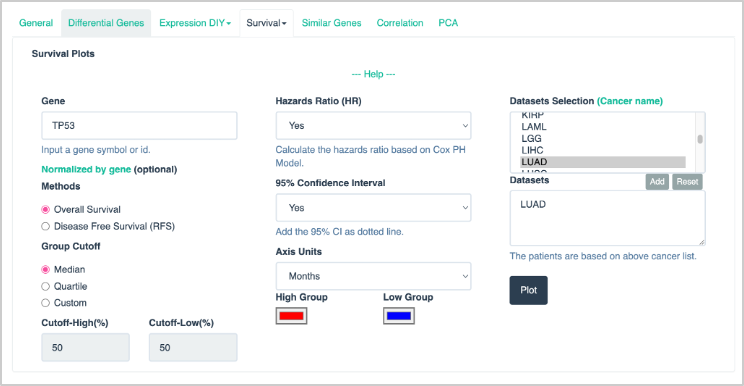 General Differential Genes Expression DIY Survival Similar Genes Correlation PCA
Survival Plots
--- Help ---
Gene
TP53
Input a gene symbol or id.
Normalized by gene (optional)
Methods
Overall Survival
Disease Free Survival (RFS)
Group Cutoff
Median
Quartile
Custom
Cutoff-High(%) Cutoff-Low(%)
50 50
Hazards Ratio (HR)
Yes
Calculate the hazards ratio based on Cox PH
Model.
95% Confidence Interval
Yes
Add the 95% CI as dotted line.
Axis Units
Months
High Group Low Group
Datasets Selection (Cancer name)
KIRP
LAML
LGG
LIHC
LUAD
LUSC
Datasets Add Reset
LUAD
The patients are based on above cancer list.
Plot